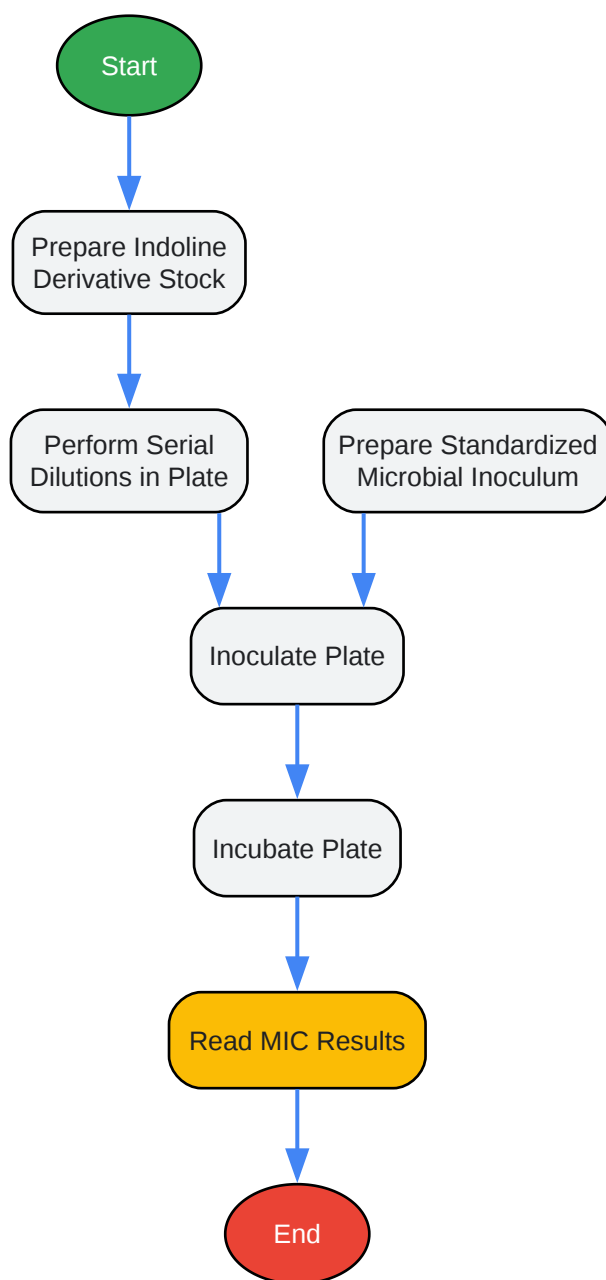 Start
Prepare Indoline
Derivative Stock
Perform Serial
Dilutions in Plate
Prepare Standardized
Microbial Inoculum
Inoculate Plate
Incubate Plate
Read MIC Results
End